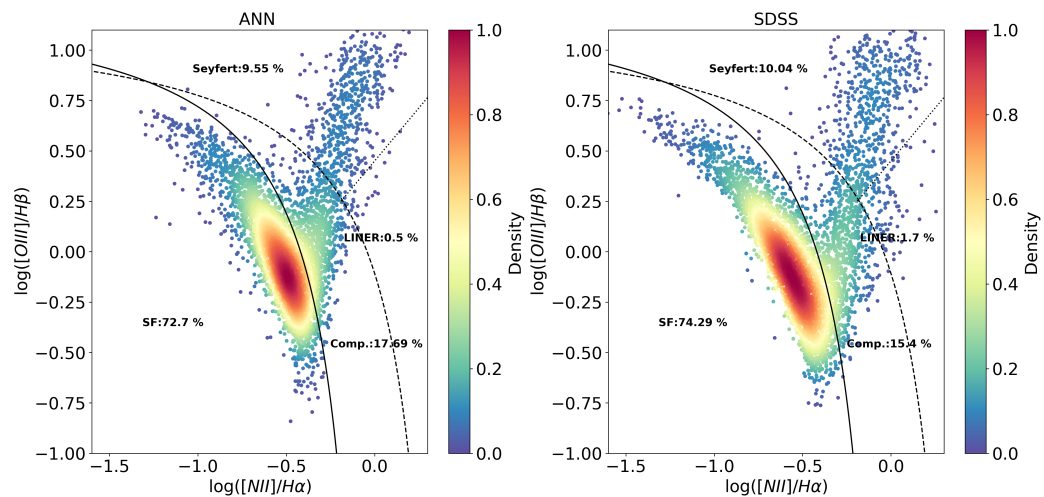 ANN
1.00
0.75
0.50
0.25
0.00
−0.25
−0.50
−0.75
−1.00
log([OIII]/Hβ)
Seyfert:9.55 %
LINER:0.5 %
SF:72.7 %
Comp.:17.69 %
−1.5
−1.0
−0.5
0.0
log([NII]/Hα)
1.0
0.8
0.6
0.4
0.2
0.0
Density
SDSS
1.00
0.75
0.50
0.25
0.00
−0.25
−0.50
−0.75
−1.00
log([OIII]/Hβ)
Seyfert:10.04 %
LINER:1.7 %
SF:74.29 %
Comp.:15.4 %
−1.5
−1.0
−0.5
0.0
log([NII]/Hα)
1.0
0.8
0.6
0.4
0.2
0.0
Density